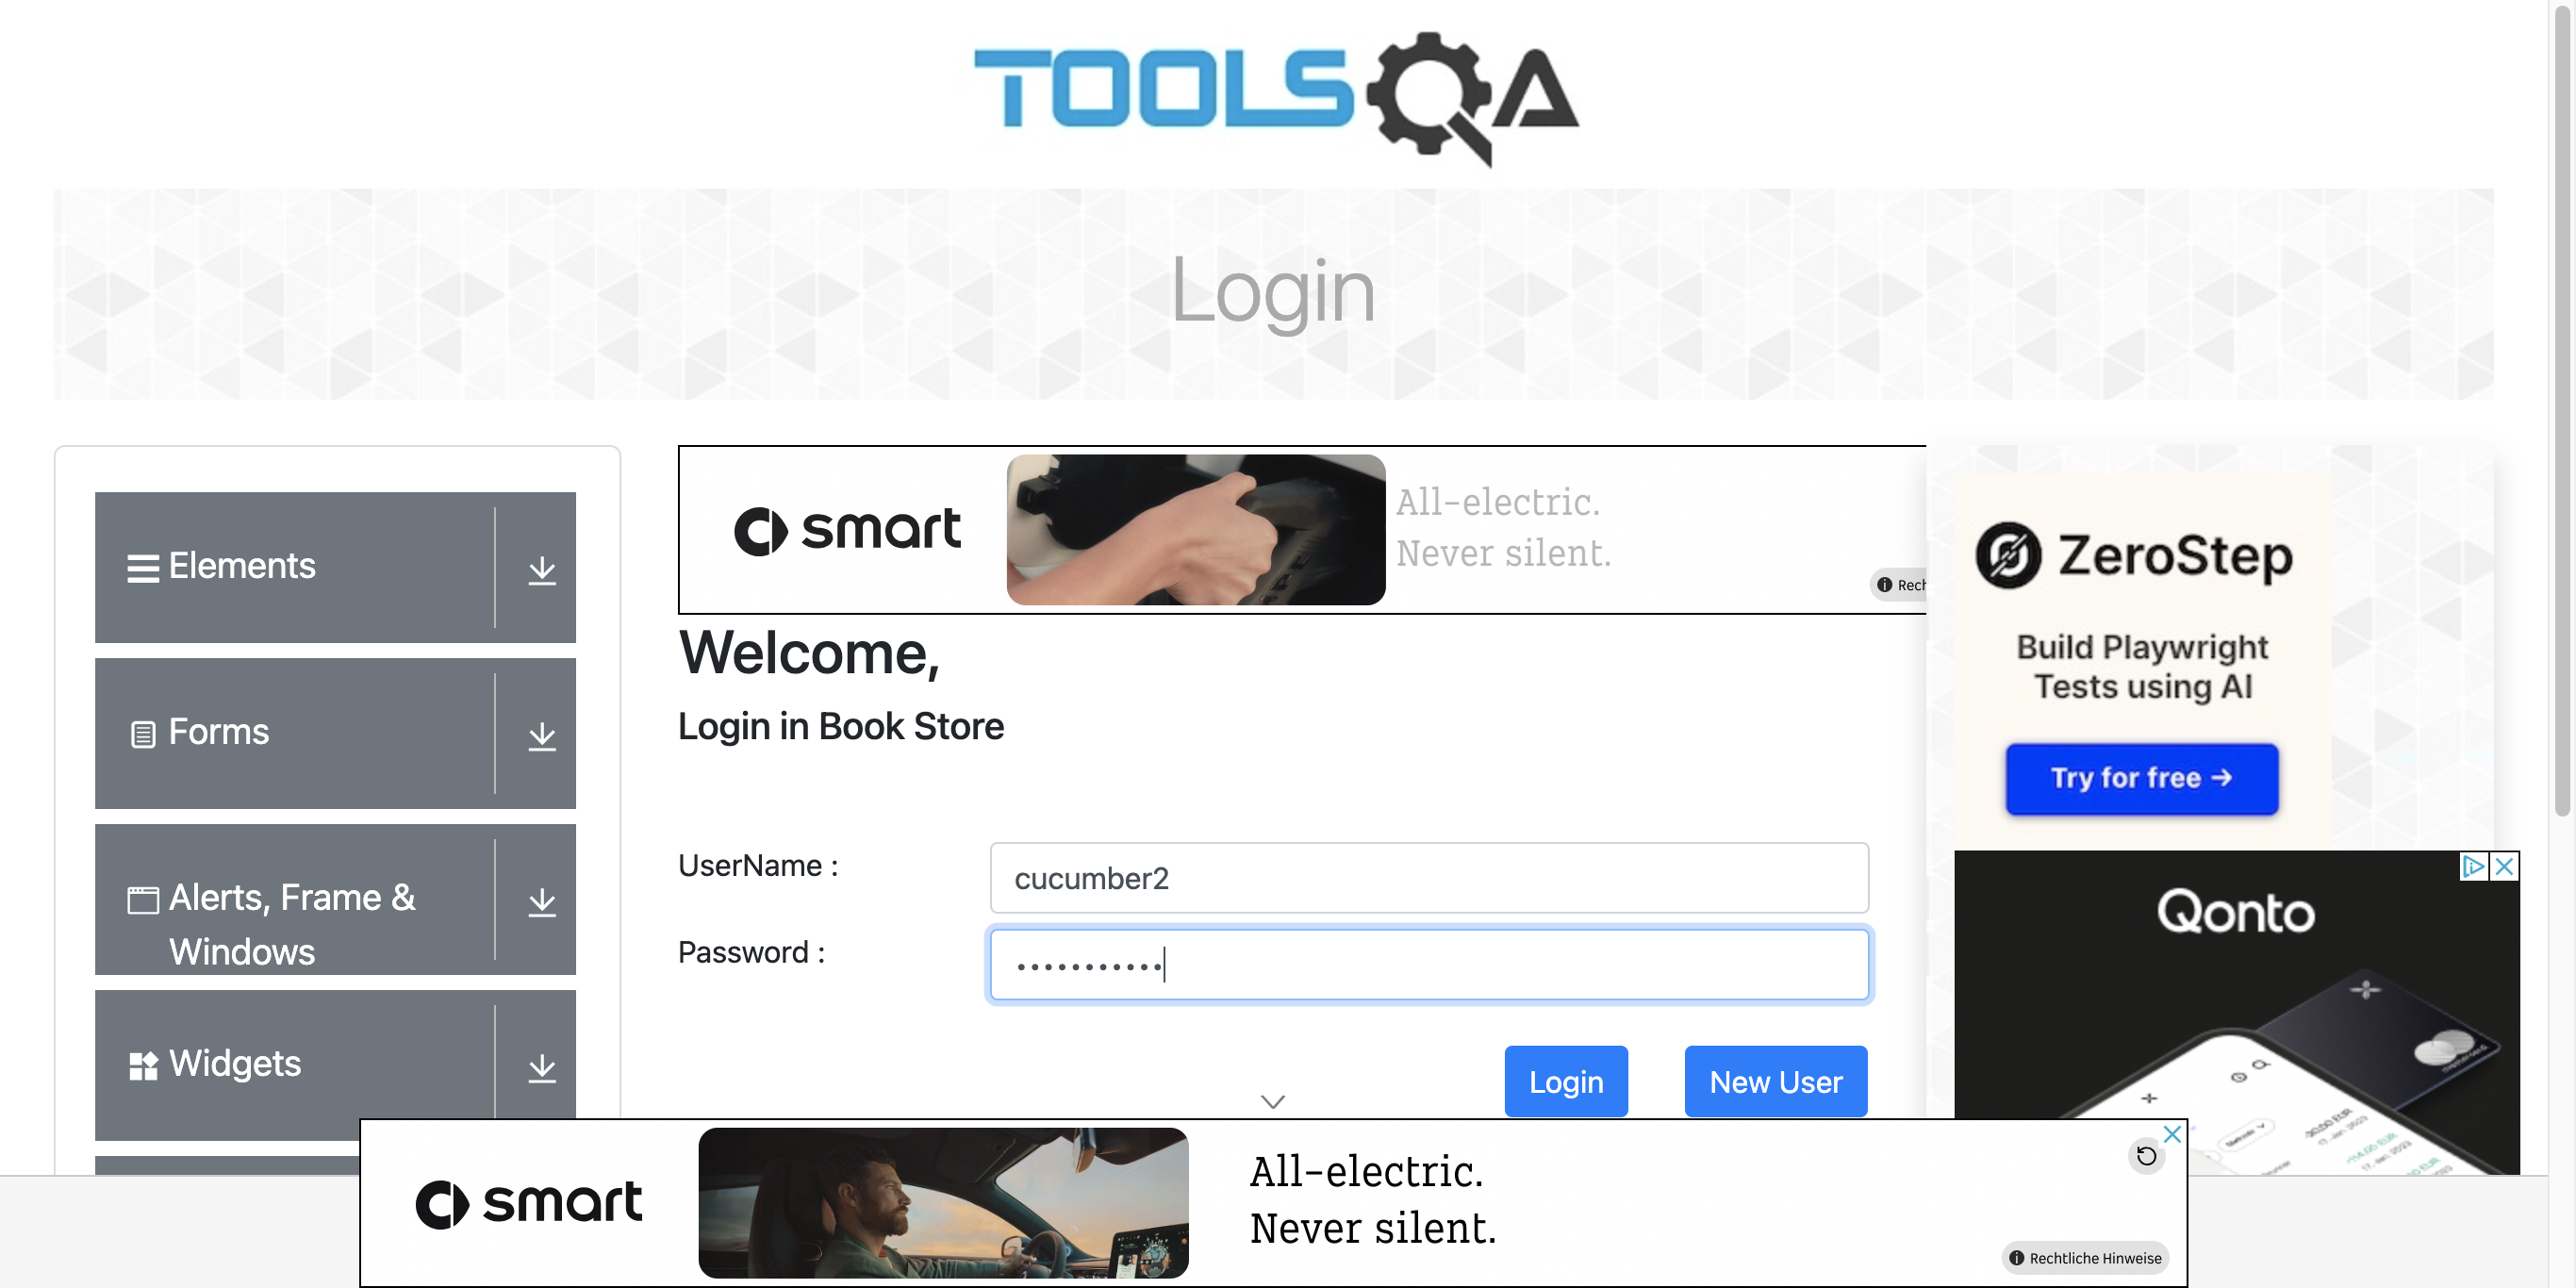 TOOLSQA
Login
Elements
Forms
Alerts, Frame &
Windows
Widgets
smart
All-electric.
Never silent.
Rech
Welcome,
Login in Book Store
UserName :
cucumber2
Password :
Login
New User
ZeroStep
Build Playwright
Tests using AI
Try for free →
Qonto
smart
All-electric.
Never silent.
Rechtliche Hinweise